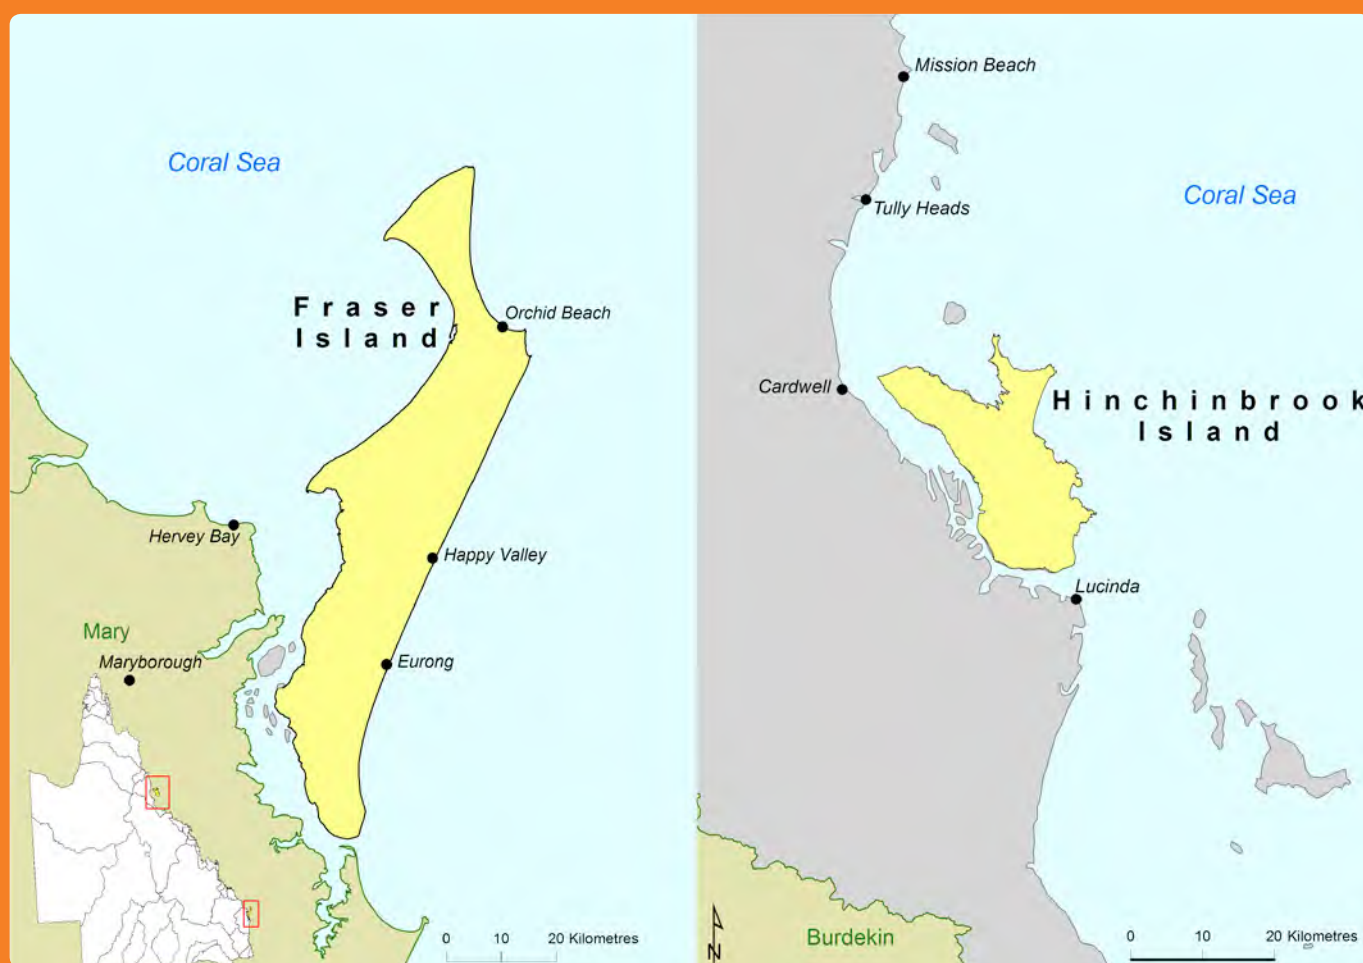 Coral Sea
Fraser
Island
Orchid Beach
Hervey Bay
Happy Valley
Mary
Maryborough
Eurong
0 10 20 Kilometres
Mission Beach
Coral Sea
Tully Heads
Cardwell
Hinchinbrook
Island
Lucinda
N
Burdekin
0 10 20 Kilometres